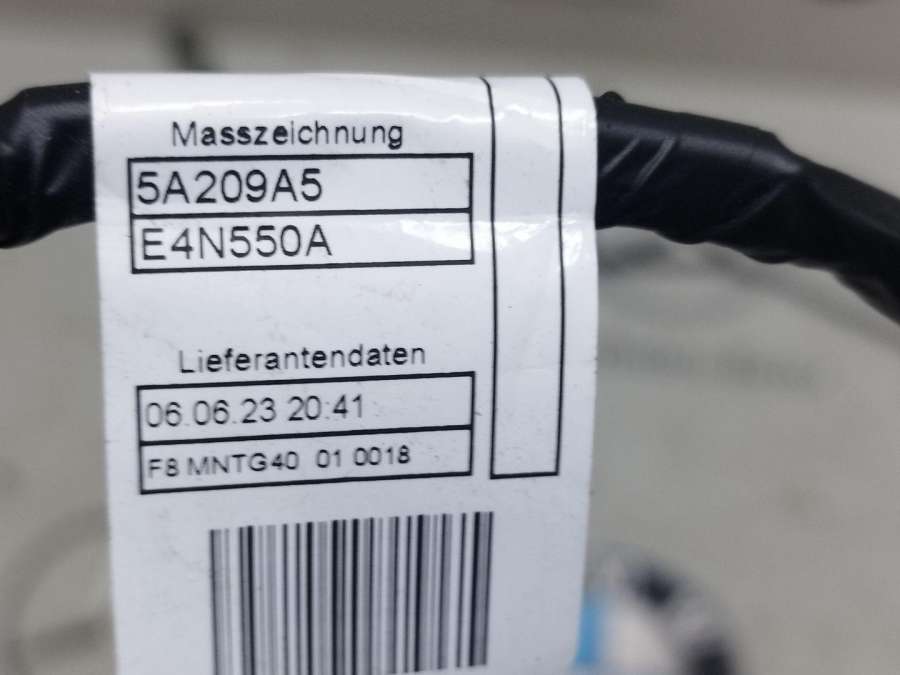 Masszeichnung
5A209A5
E4N550A
Lieferantendaten
06.06.23 20:41
F8 MNTG40 01 0018